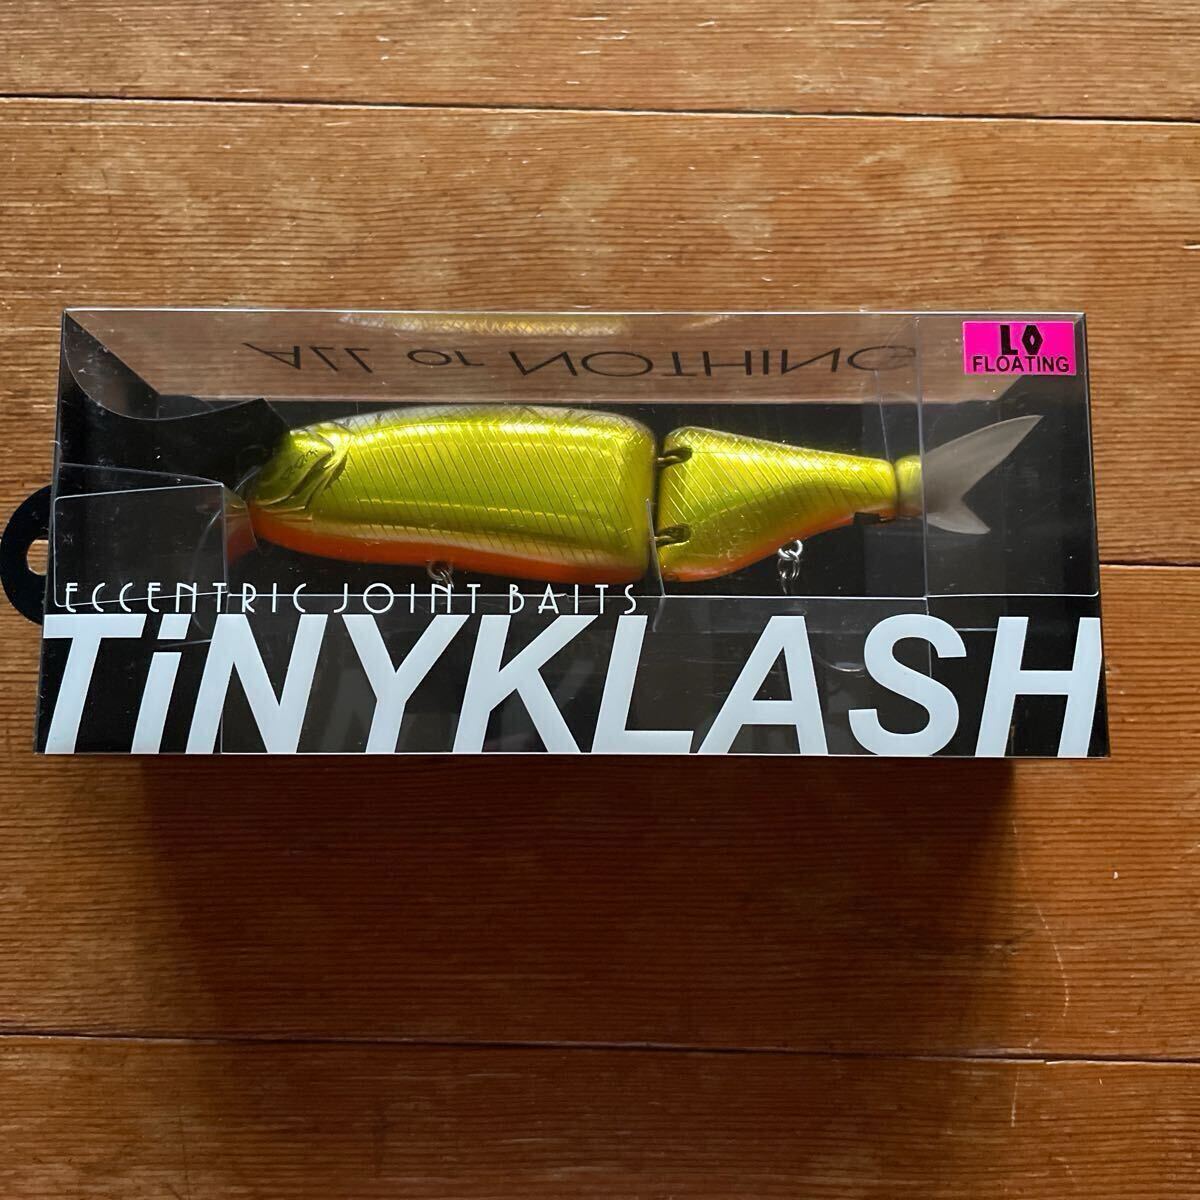 ALL or NOTHING
LO
FLOATING
ECCENTRIC JOINT BAITS
TiNYKLASH